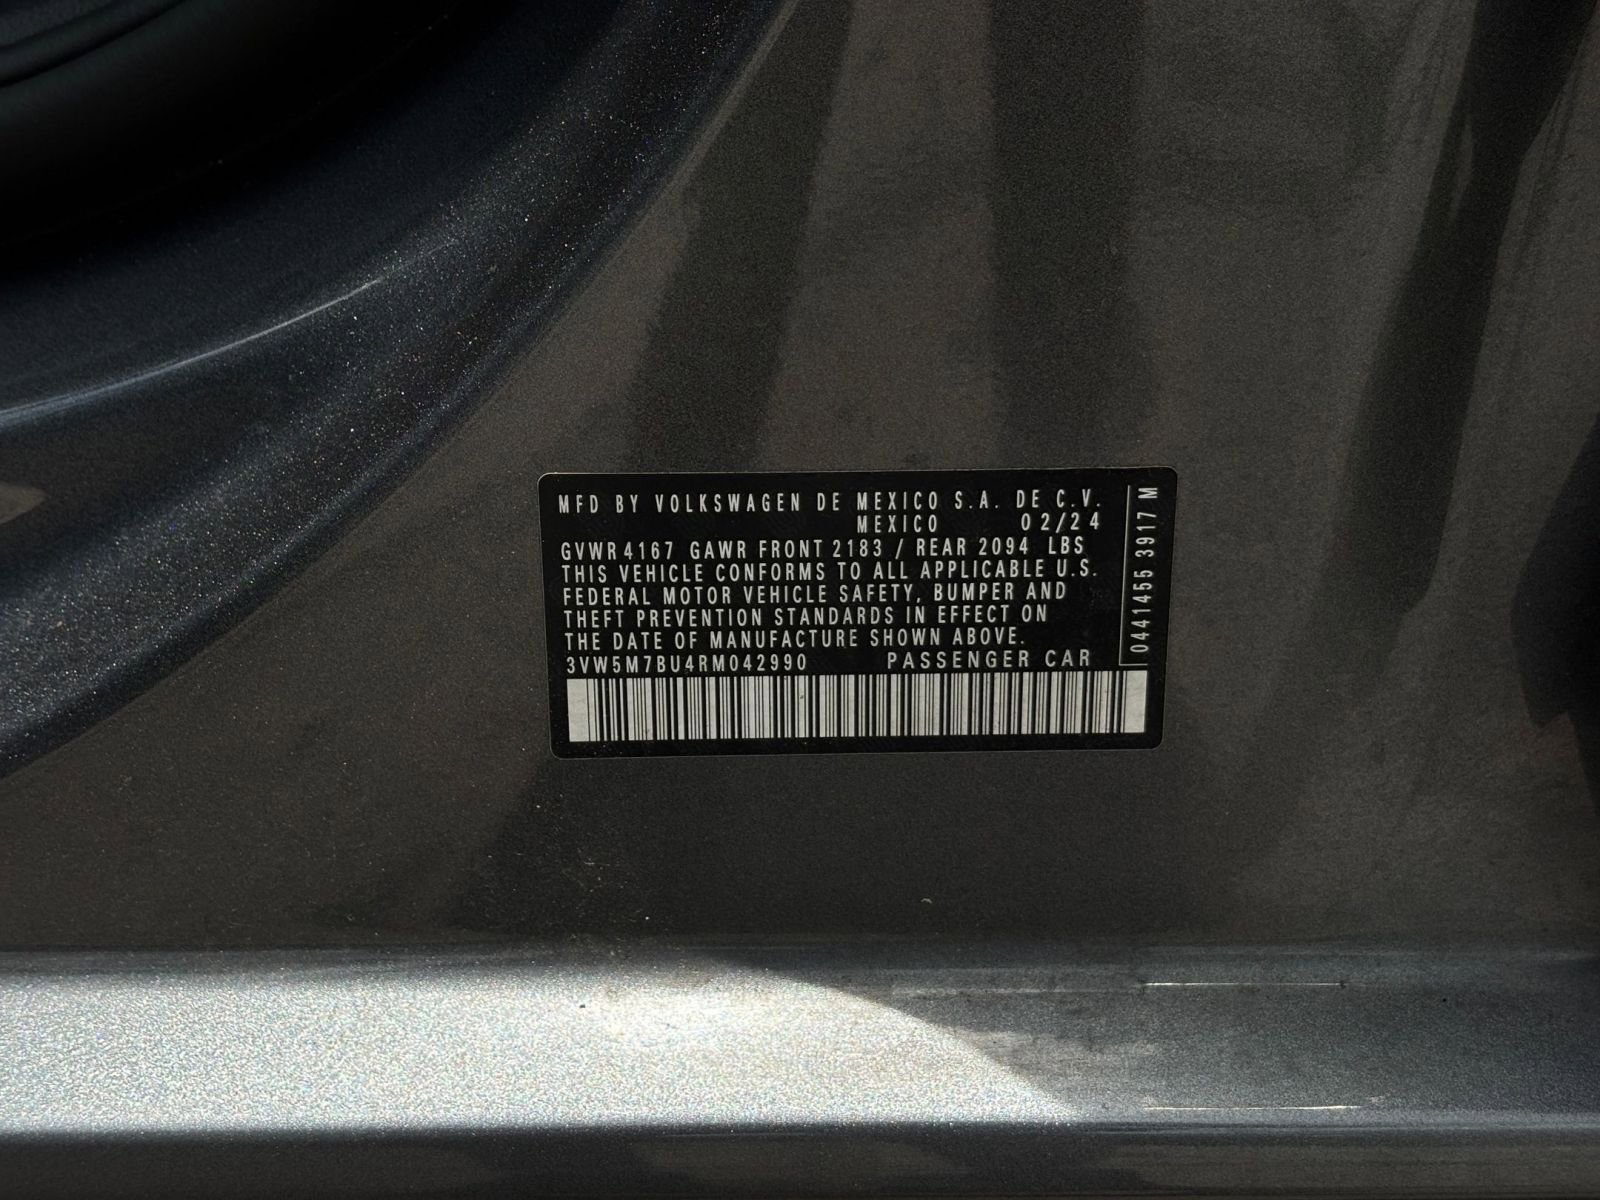 MFD BY VOLKSWAGEN DE MEXICO S.A. DE C.V.
MEXICO 02/24
GVWR 4167 GAWR FRONT 2183 / REAR 2094 LBS
THIS VEHICLE CONFORMS TO ALL APPLICABLE U.S.
FEDERAL MOTOR VEHICLE SAFETY, BUMPER AND
THEFT PREVENTION STANDARDS IN EFFECT ON
THE DATE OF MANUFACTURE SHOWN ABOVE.
3VW5M7BU4RM042990 PASSENGER CAR
0441455 3917 M